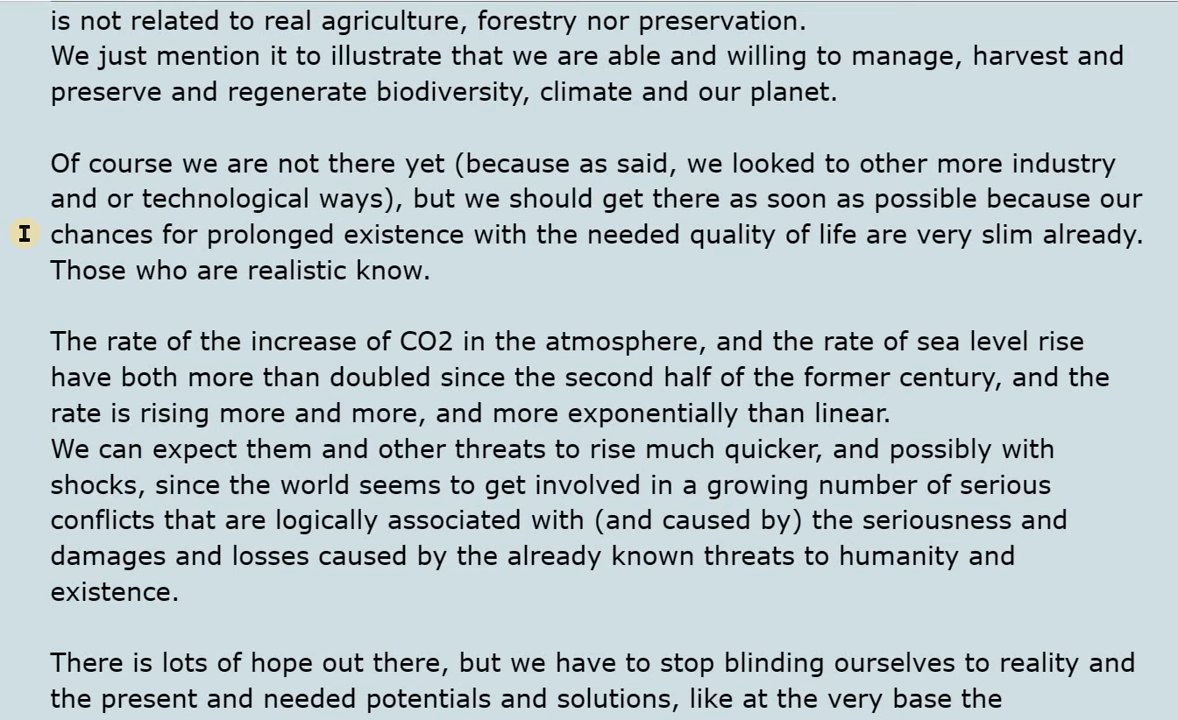 is not related to real agriculture, forestry nor preservation.
We just mention it to illustrate that we are able and willing to manage, harvest and
preserve and regenerate biodiversity, climate and our planet.
Of course we are not there yet (because as said, we looked to other more industry
and or technological ways), but we should get there as soon as possible because our
chances for prolonged existence with the needed quality of life are very slim already.
Those who are realistic know.
The rate of the increase of CO2 in the atmosphere, and the rate of sea level rise
have both more than doubled since the second half of the former century, and the
rate is rising more and more, and more exponentially than linear.
We can expect them and other threats to rise much quicker, and possibly with
shocks, since the world seems to get involved in a growing number of serious
conflicts that are logically associated with (and caused by) the seriousness and
damages and losses caused by the already known threats to humanity and
existence.
There is lots of hope out there, but we have to stop blinding ourselves to reality and
the present and needed potentials and solutions, like at the very base the